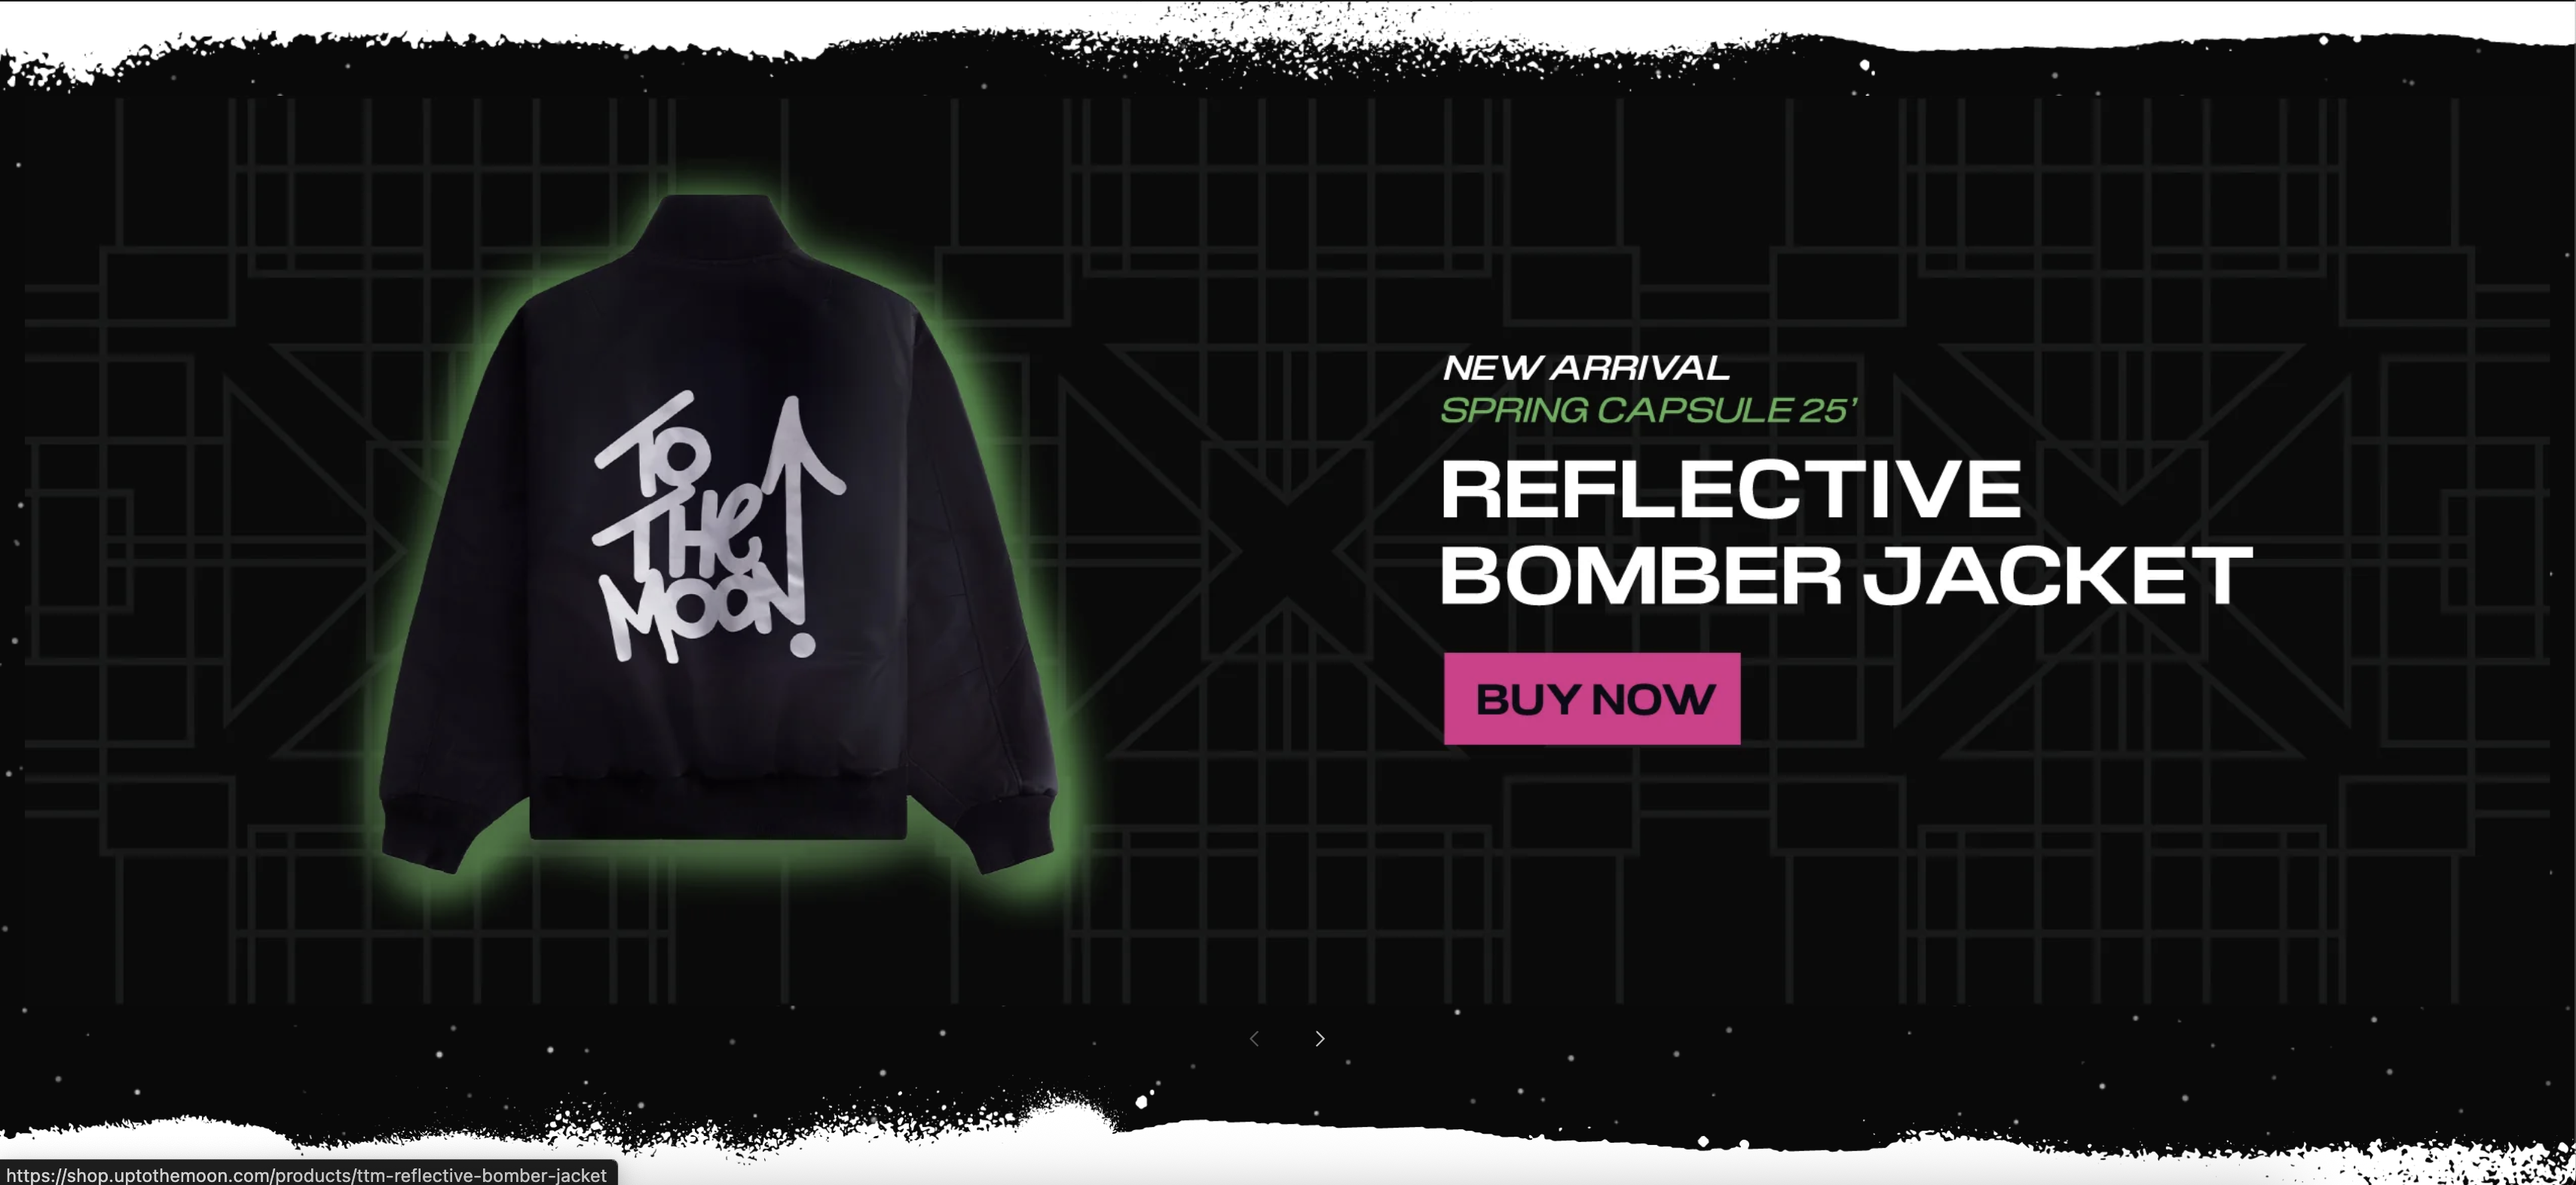 TO
THE
MOON!
NEW ARRIVAL
SPRING CAPSULE 25’
REFLECTIVE
BOMBER JACKET
BUY NOW
https://shop.uptothemoon.com/products/ttm-reflective-bomber-jacket